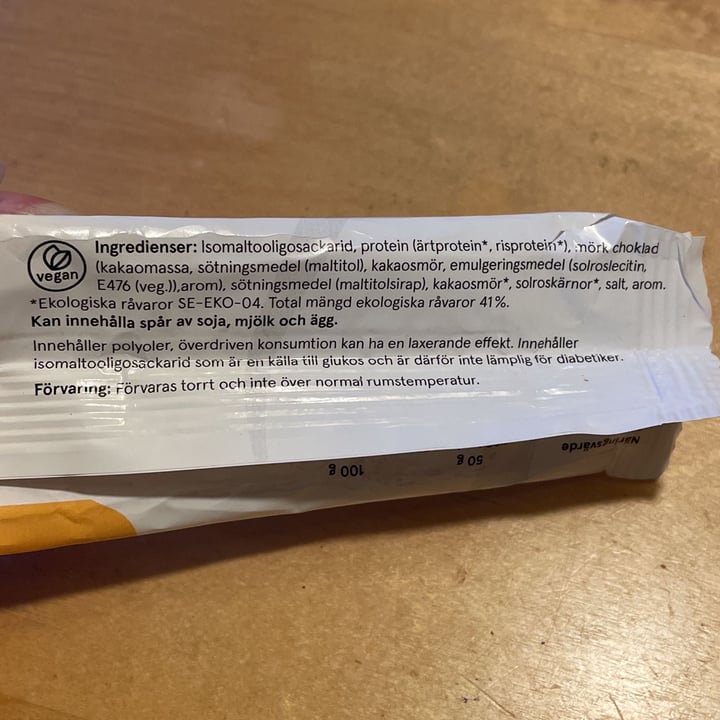 vegan
Ingredienser: Isomaltooligosackarid, protein (ärtprotein*, risprotein*), mörk choklad
(kakaomassa, sötningsmedel (maltitol), kakaosmör, emulgeringsmedel (solroslecitin,
E476 (veg.)),arom), sötningsmedel (maltitolsirap), kakaosmör*, solroskärnor*, salt, arom.
*Ekologiska råvaror SE-EKO-04. Total mängd ekologiska råvaror 41%.
Kan innehålla spår av soja, mjölk och ägg.
Innehåller polyoler, överdriven konsumtion kan ha en laxerande effekt. Innehåller
isomaltooligosackarid som är en källa till glukos och är därför inte lämplig för diabetiker.
Förvaring: Förvaras torrt och inte över normal rumstemperatur.
Näringsvärde 50 g 100 g